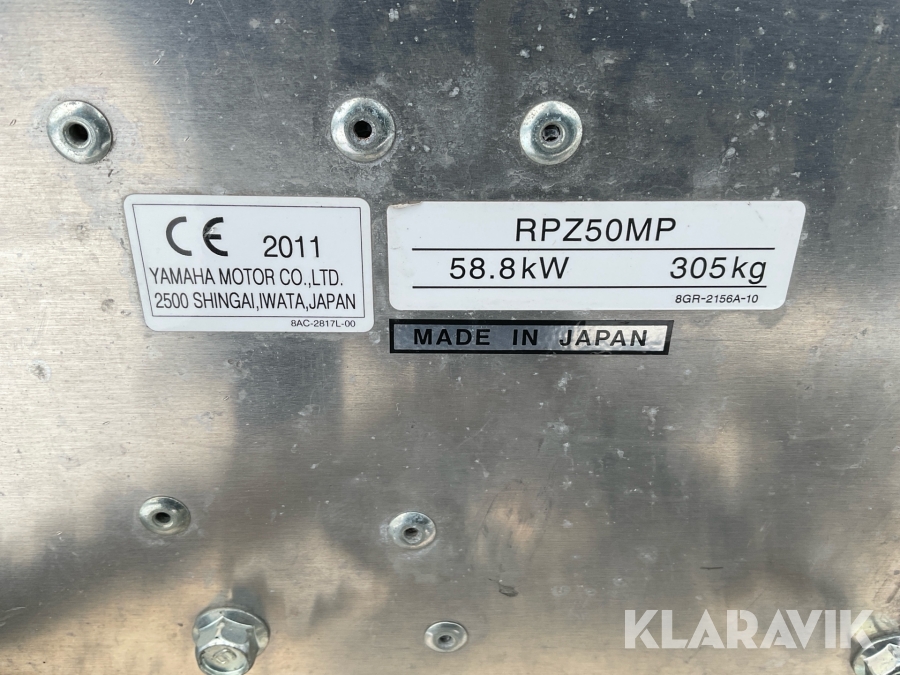 CE 2011
YAMAHA MOTOR CO.,LTD.
2500 SHINGAI,IWATA,JAPAN
8AC-2817L-00
RPZ50MP
58.8kW 305kg
8GR-2156A-10
MADE IN JAPAN
KLARAVIK